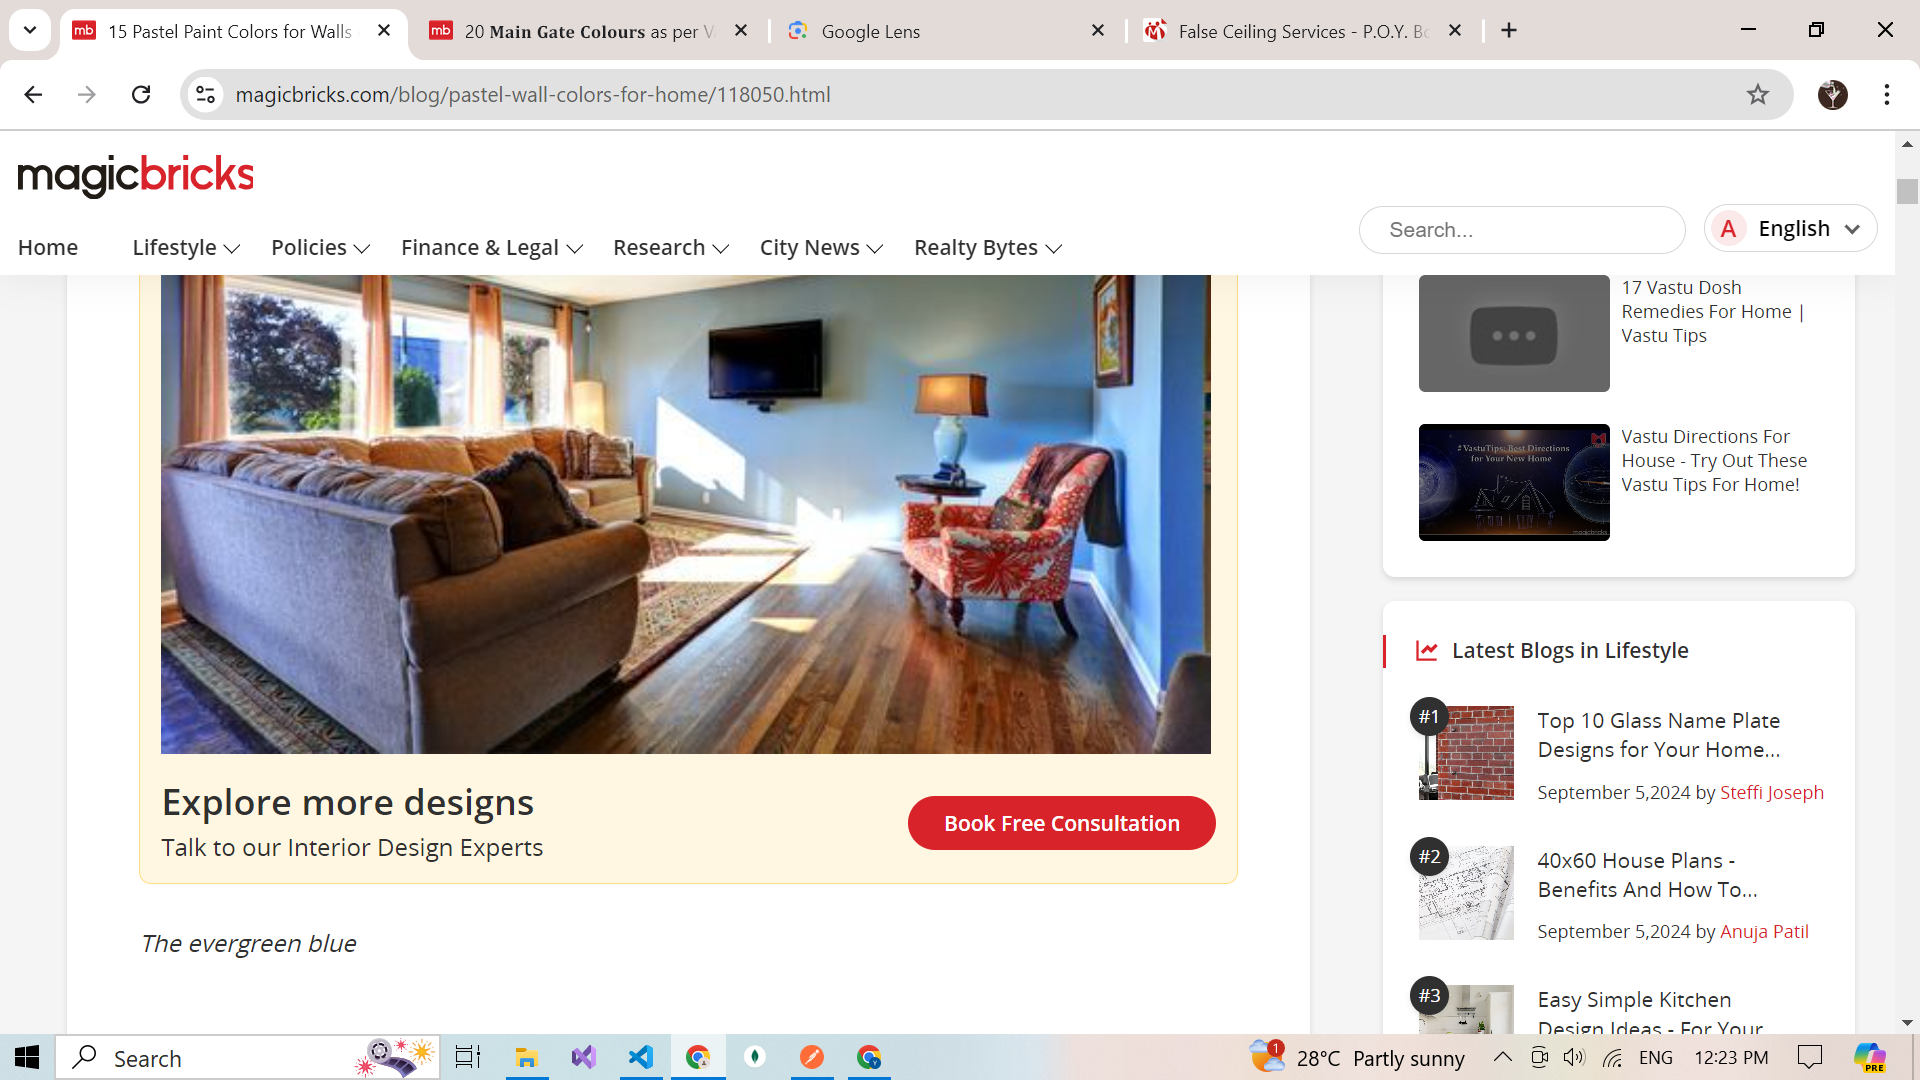 15 Pastel Paint Colors for Walls
20 Main Gate Colours as per V
Google Lens
False Ceiling Services - P.O.Y. Bo
magicbricks.com/blog/pastel-wall-colors-for-home/118050.html
magicbricks
Home
Lifestyle
Policies
Finance & Legal
Research
City News
Realty Bytes
Search...
A English
17 Vastu Dosh
Remedies For Home |
Vastu Tips
#VastuTips: Best Directions
for Your New Home
magicbricks
Vastu Directions For
House - Try Out These
Vastu Tips For Home!
Explore more designs
Talk to our Interior Design Experts
Book Free Consultation
The evergreen blue
Latest Blogs in Lifestyle
#1
Top 10 Glass Name Plate
Designs for Your Home...
September 5,2024 by Steffi Joseph
#2
40x60 House Plans -
Benefits And How To...
September 5,2024 by Anuja Patil
#3
Easy Simple Kitchen
Design Ideas - For Your
Search
1
28°C Partly sunny
ENG
12:23 PM
PRE